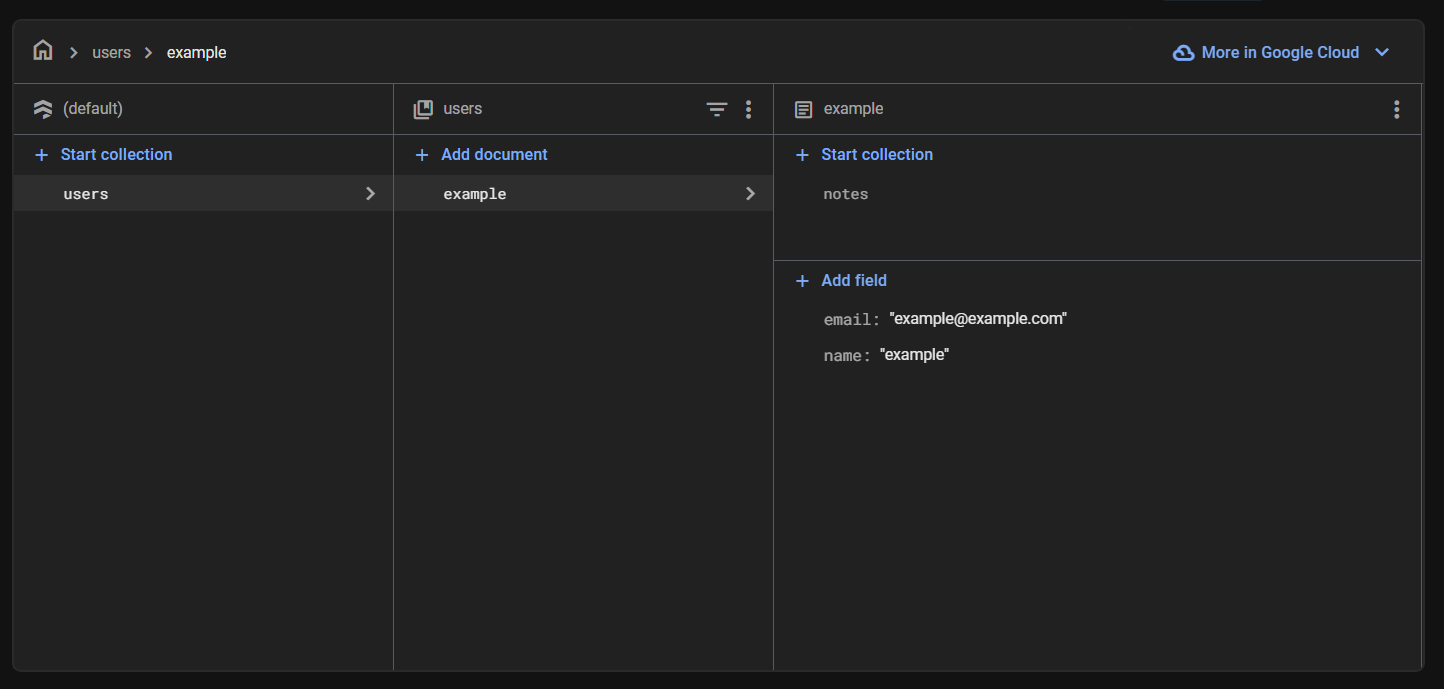 users example
More in Google Cloud
(default)
users
example
Start collection
Add document
Start collection
users
example
notes
Add field
email: "example@example.com"
name: "example"